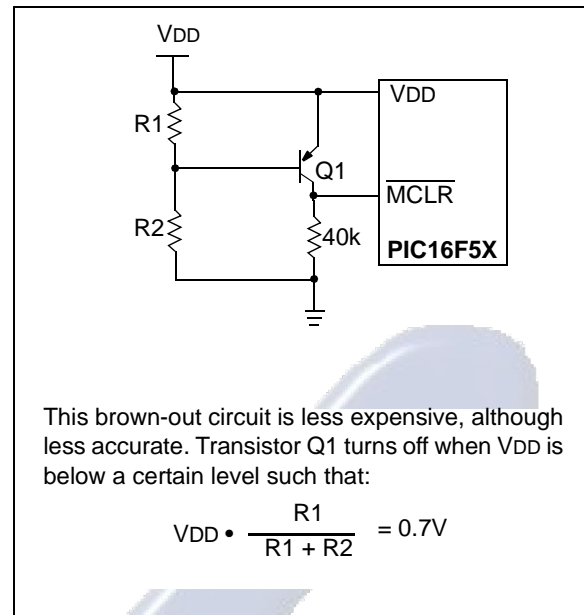 VDD
VDD
R1
Q1
MCLR
R2
40k
PIC16F5X
This brown-out circuit is less expensive, although
less accurate. Transistor Q1 turns off when VDD is
below a certain level such that:
VDD • R1 / R1 + R2 = 0.7V